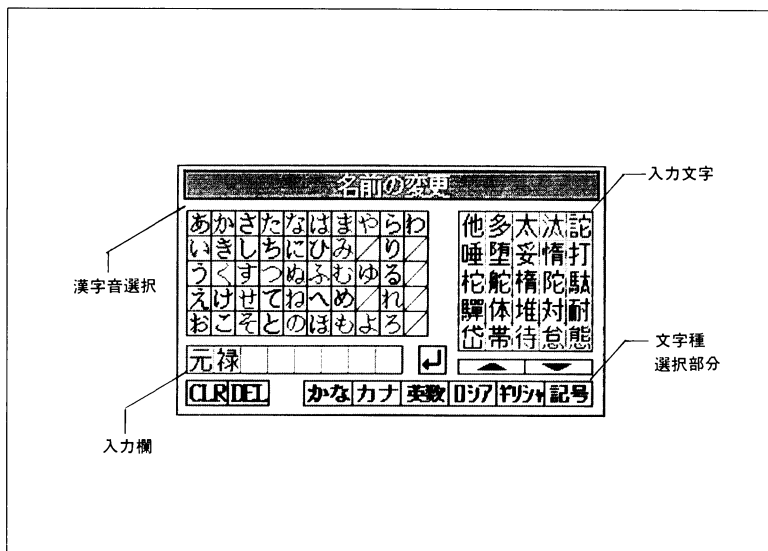 名前の変更
入力文字
漢字音選択
あかさたなはまやらわ
いきしちにひみ／り／
うくすつぬふむゆる／
えけせてねへめ／れ／
おこそとのほもよろ／
他多太汰詑
唾堕妥惰打
柁舵楕陀駄
騨体堆対耐
岱帯待怠態
元禄
↲
▲ ▼
文字種
選択部分
CLR DEL かな カナ 英数 ロシア ギリシャ 記号
入力欄